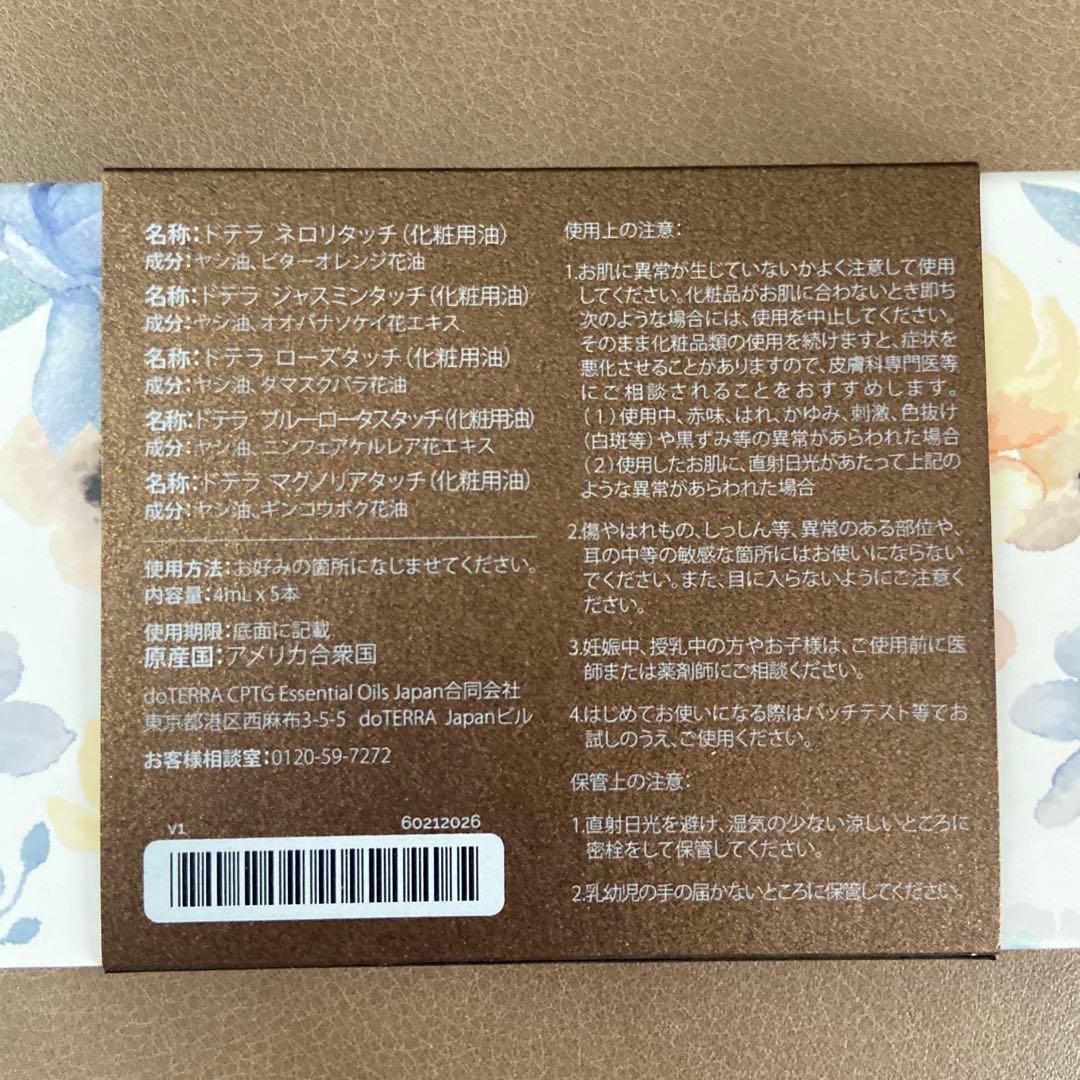 名称：ドテラ ネロリタッチ（化粧用油）
成分：ヤシ油、ビターオレンジ花油
名称：ドテラ ジャスミンタッチ（化粧用油）
成分：ヤシ油、オオバナソケイ花エキス
名称：ドテラ ローズタッチ（化粧用油）
成分：ヤシ油、ダマスクバラ花油
名称：ドテラ ブルーロータスタッチ（化粧用油）
成分：ヤシ油、ニンフェアケルレア花エキス
名称：ドテラ マグノリアタッチ（化粧用油）
成分：ヤシ油、ギンコウボク花油
使用方法：お好みの箇所になじませてください。
内容量：4mL x 5本
使用期限：底面に記載
原産国：アメリカ合衆国
doTERRA CPTG Essential Oils Japan合同会社
東京都港区西麻布3-5-5 doTERRA Japanビル
お客様相談室：0120-59-7272
v1 60212026
使用上の注意：
1.お肌に異常が生じていないかよく注意して使用
してください。化粧品がお肌に合わないとき即ち
次のような場合には、使用を中止してください。
そのまま化粧品類の使用を続けますと、症状を
悪化させることがありますので、皮膚科専門医等
にご相談されることをおすすめします。
（1）使用中、赤味、はれ、かゆみ、刺激、色抜け
（白斑等）や黒ずみ等の異常があらわれた場合
（2）使用したお肌に、直射日光があたって上記の
ような異常があらわれた場合
2.傷やはれもの、しっしん等、異常のある部位や、
耳の中等の敏感な箇所にはお使いにならない
でください。また、目に入らないようにご注意く
ださい。
3.妊娠中、授乳中の方やお子様は、ご使用前に医
師または薬剤師にご相談ください。
4.はじめてお使いになる際はパッチテスト等でお
試しのうえ、ご使用ください。
保管上の注意：
1.直射日光を避け、湿気の少ない涼しいところに
密栓をして保管してください。
2.乳幼児の手の届かないところに保管してください。